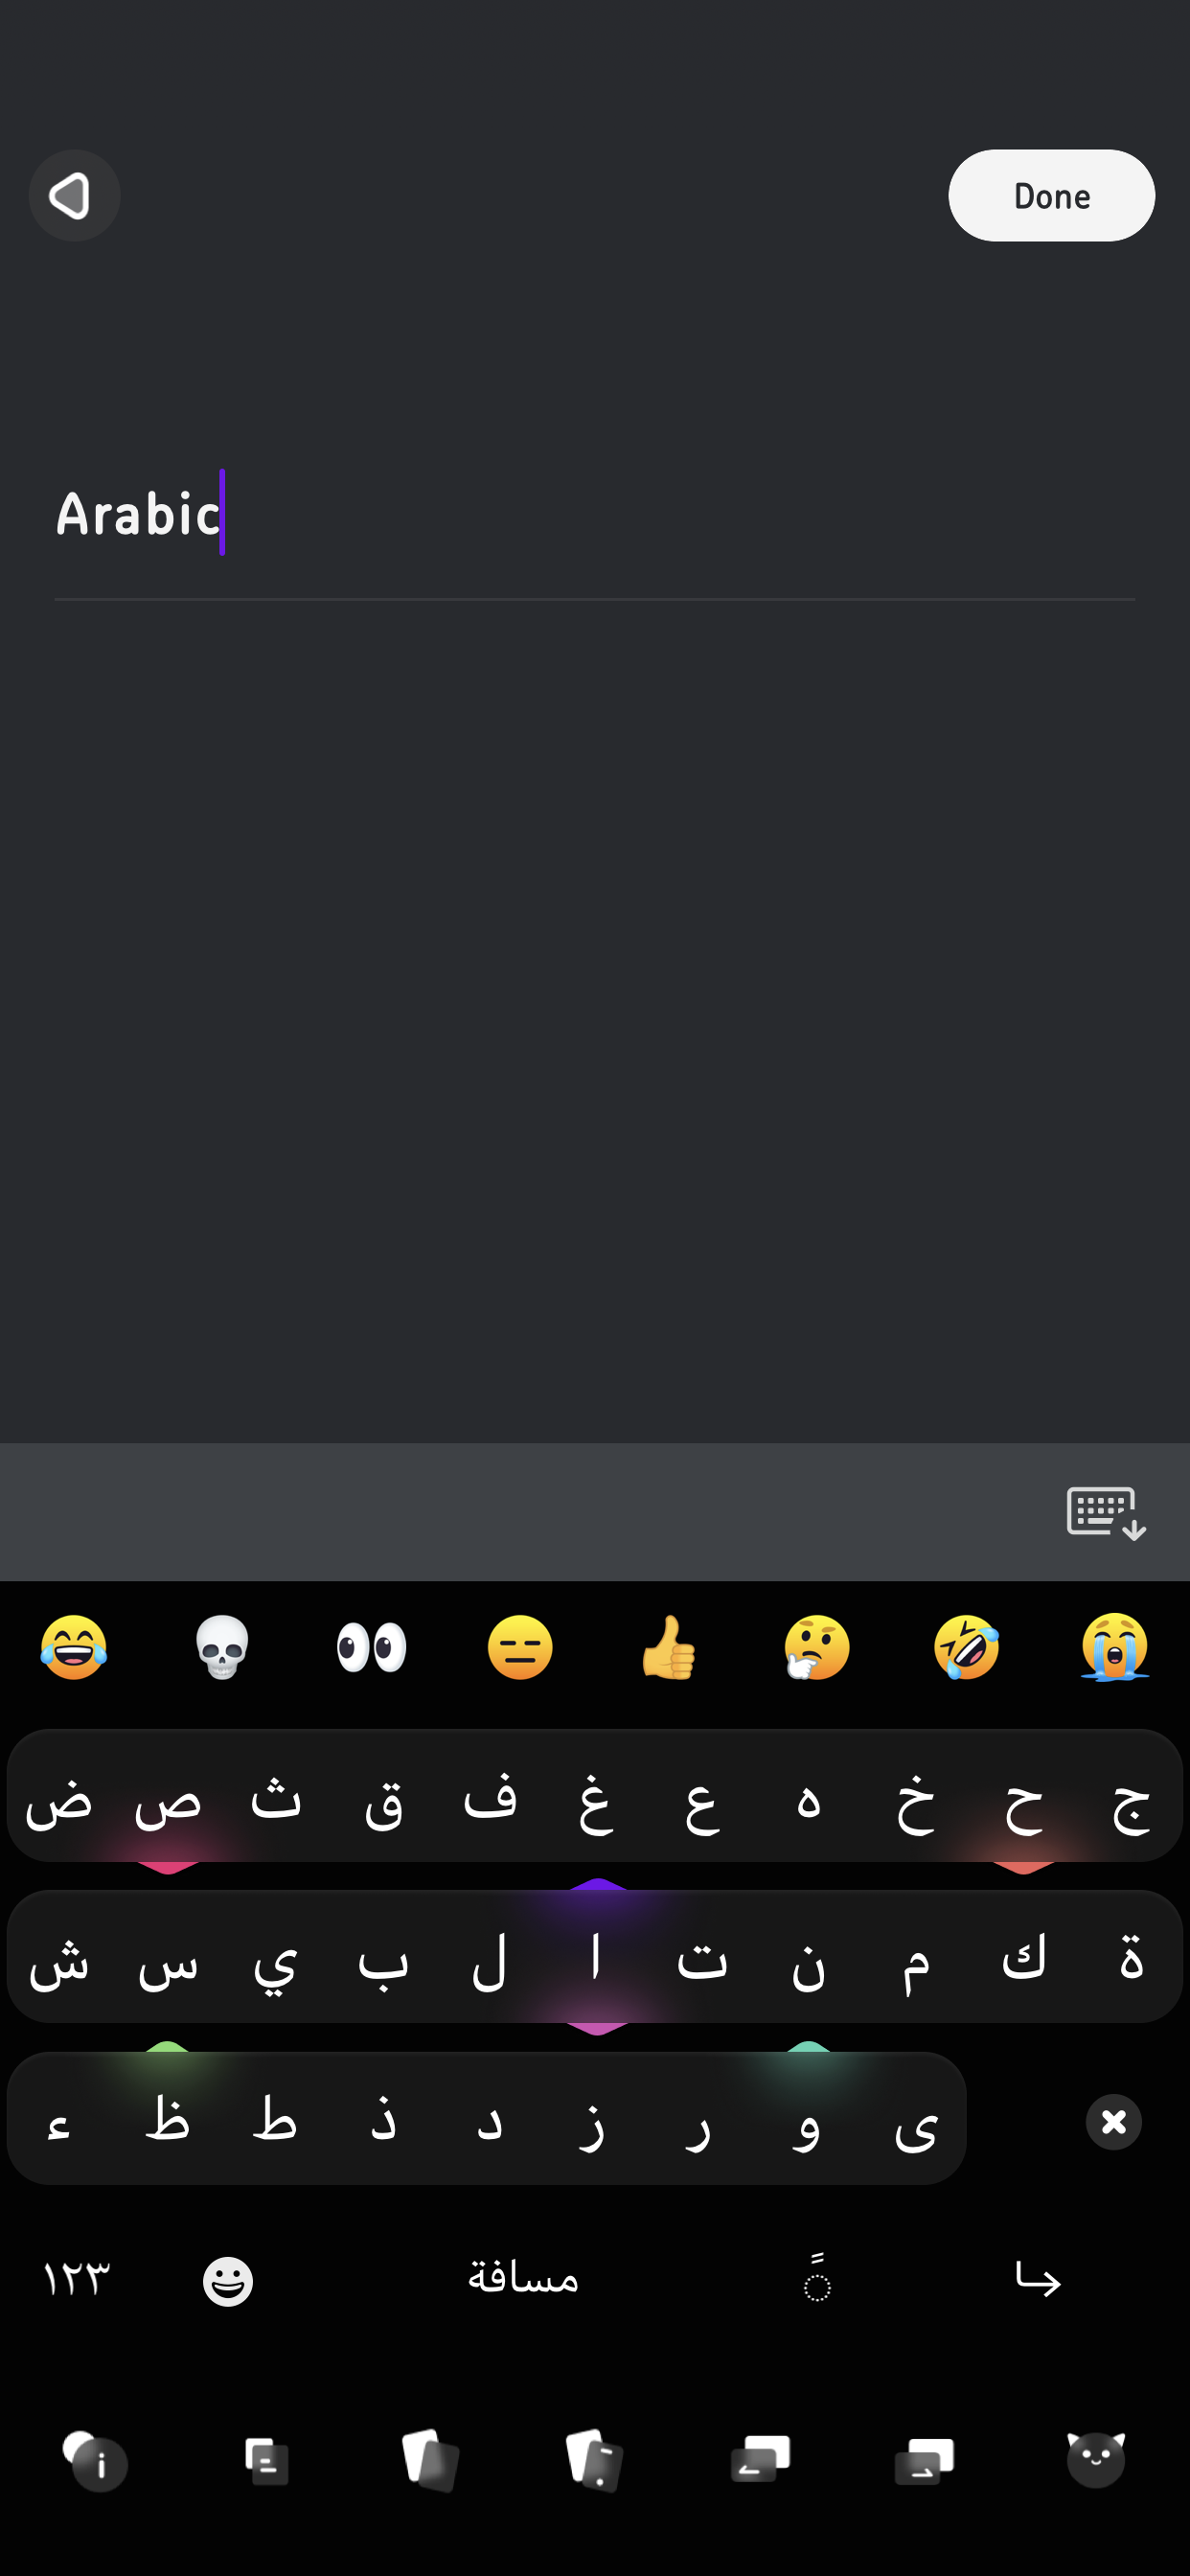 Done
Arabic
ض ص ث ق ف غ ع ه خ ح ج
ش س ي ب ل ا ت ن م ك ة
ء ظ ط ذ د ز ر و ى
١٢٣ مسافة ◌ً